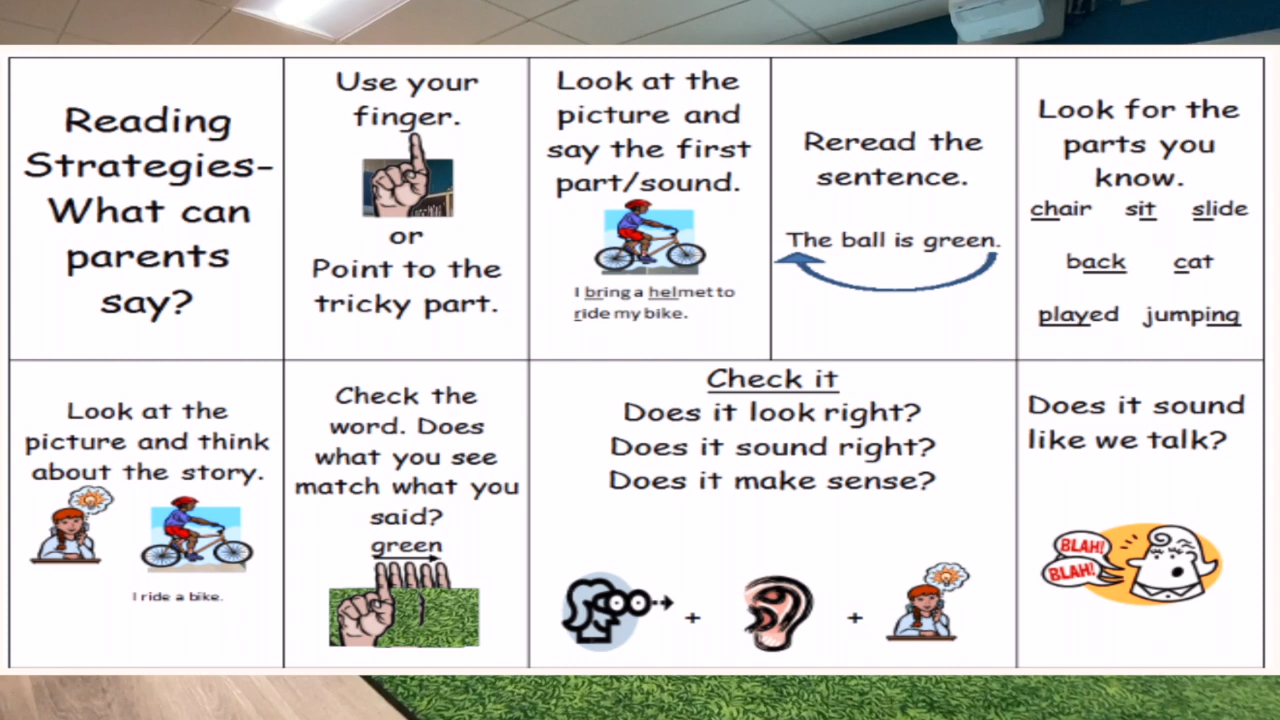 Reading
Strategies-
What can
parents
say?
Use your
finger.
or
Point to the
tricky part.
Look at the
picture and
say the first
part/sound.
I bring a helmet to
ride my bike.
Reread the
sentence.
The ball is green.
Look for the
parts you
know.
chair sit slide
back cat
played jumping
Look at the
picture and think
about the story.
I ride a bike.
Check the
word. Does
what you see
match what you
said?
green
Check it
Does it look right?
Does it sound right?
Does it make sense?
+ +
Does it sound
like we talk?
BLAH!
BLAH!